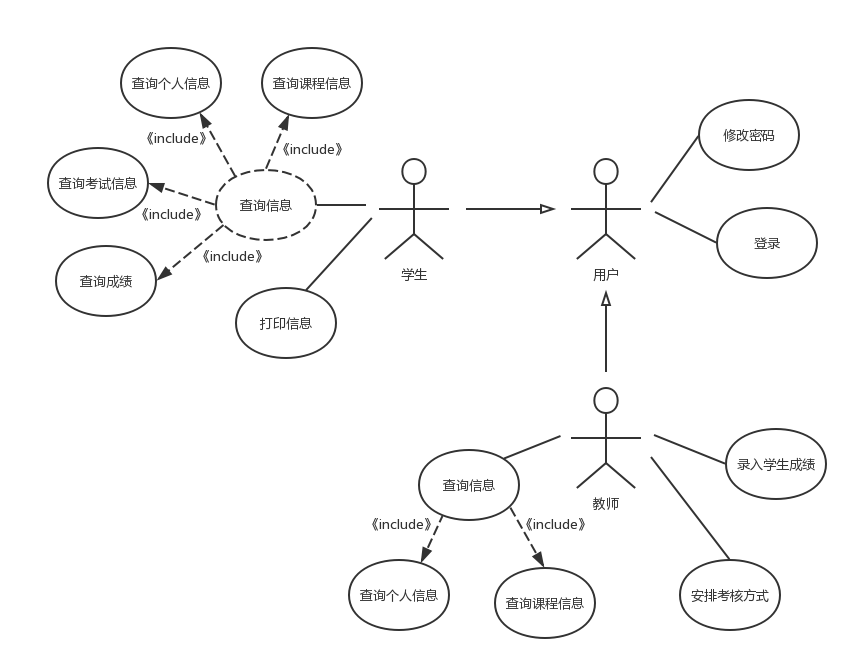 查询个人信息
查询课程信息
《include》
《include》
修改密码
查询考试信息
《include》
查询信息
登录
《include》
查询成绩
学生
用户
打印信息
查询信息
录入学生成绩
教师
《include》
《include》
查询个人信息
查询课程信息
安排考核方式